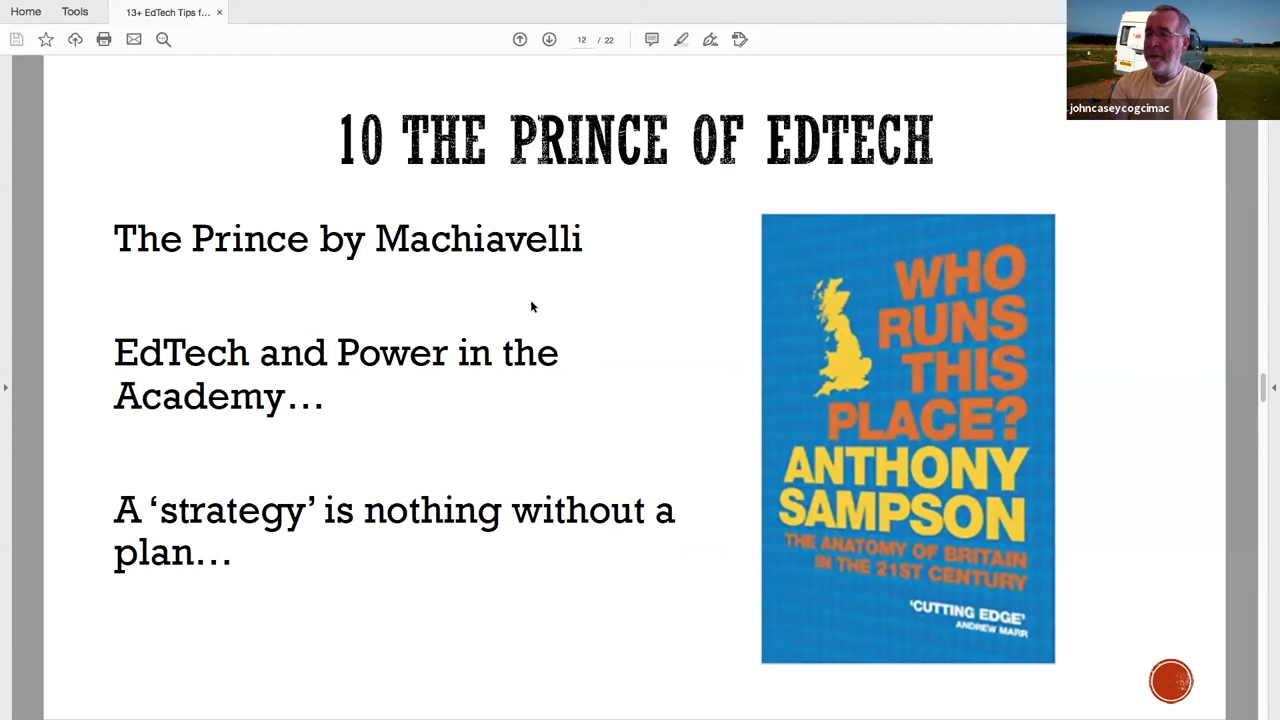 Home
Tools
13+ EdTech Tips f...
×
12 / 22
johncaseycogcimac
10 THE PRINCE OF EDTECH
The Prince by Machiavelli
EdTech and Power in the
Academy…
A ‘strategy’ is nothing without a
plan…
WHO
RUNS
THIS
PLACE?
ANTHONY
SAMPSON
THE ANATOMY OF BRITAIN
IN THE 21ST CENTURY
‘CUTTING EDGE’
ANDREW MARR